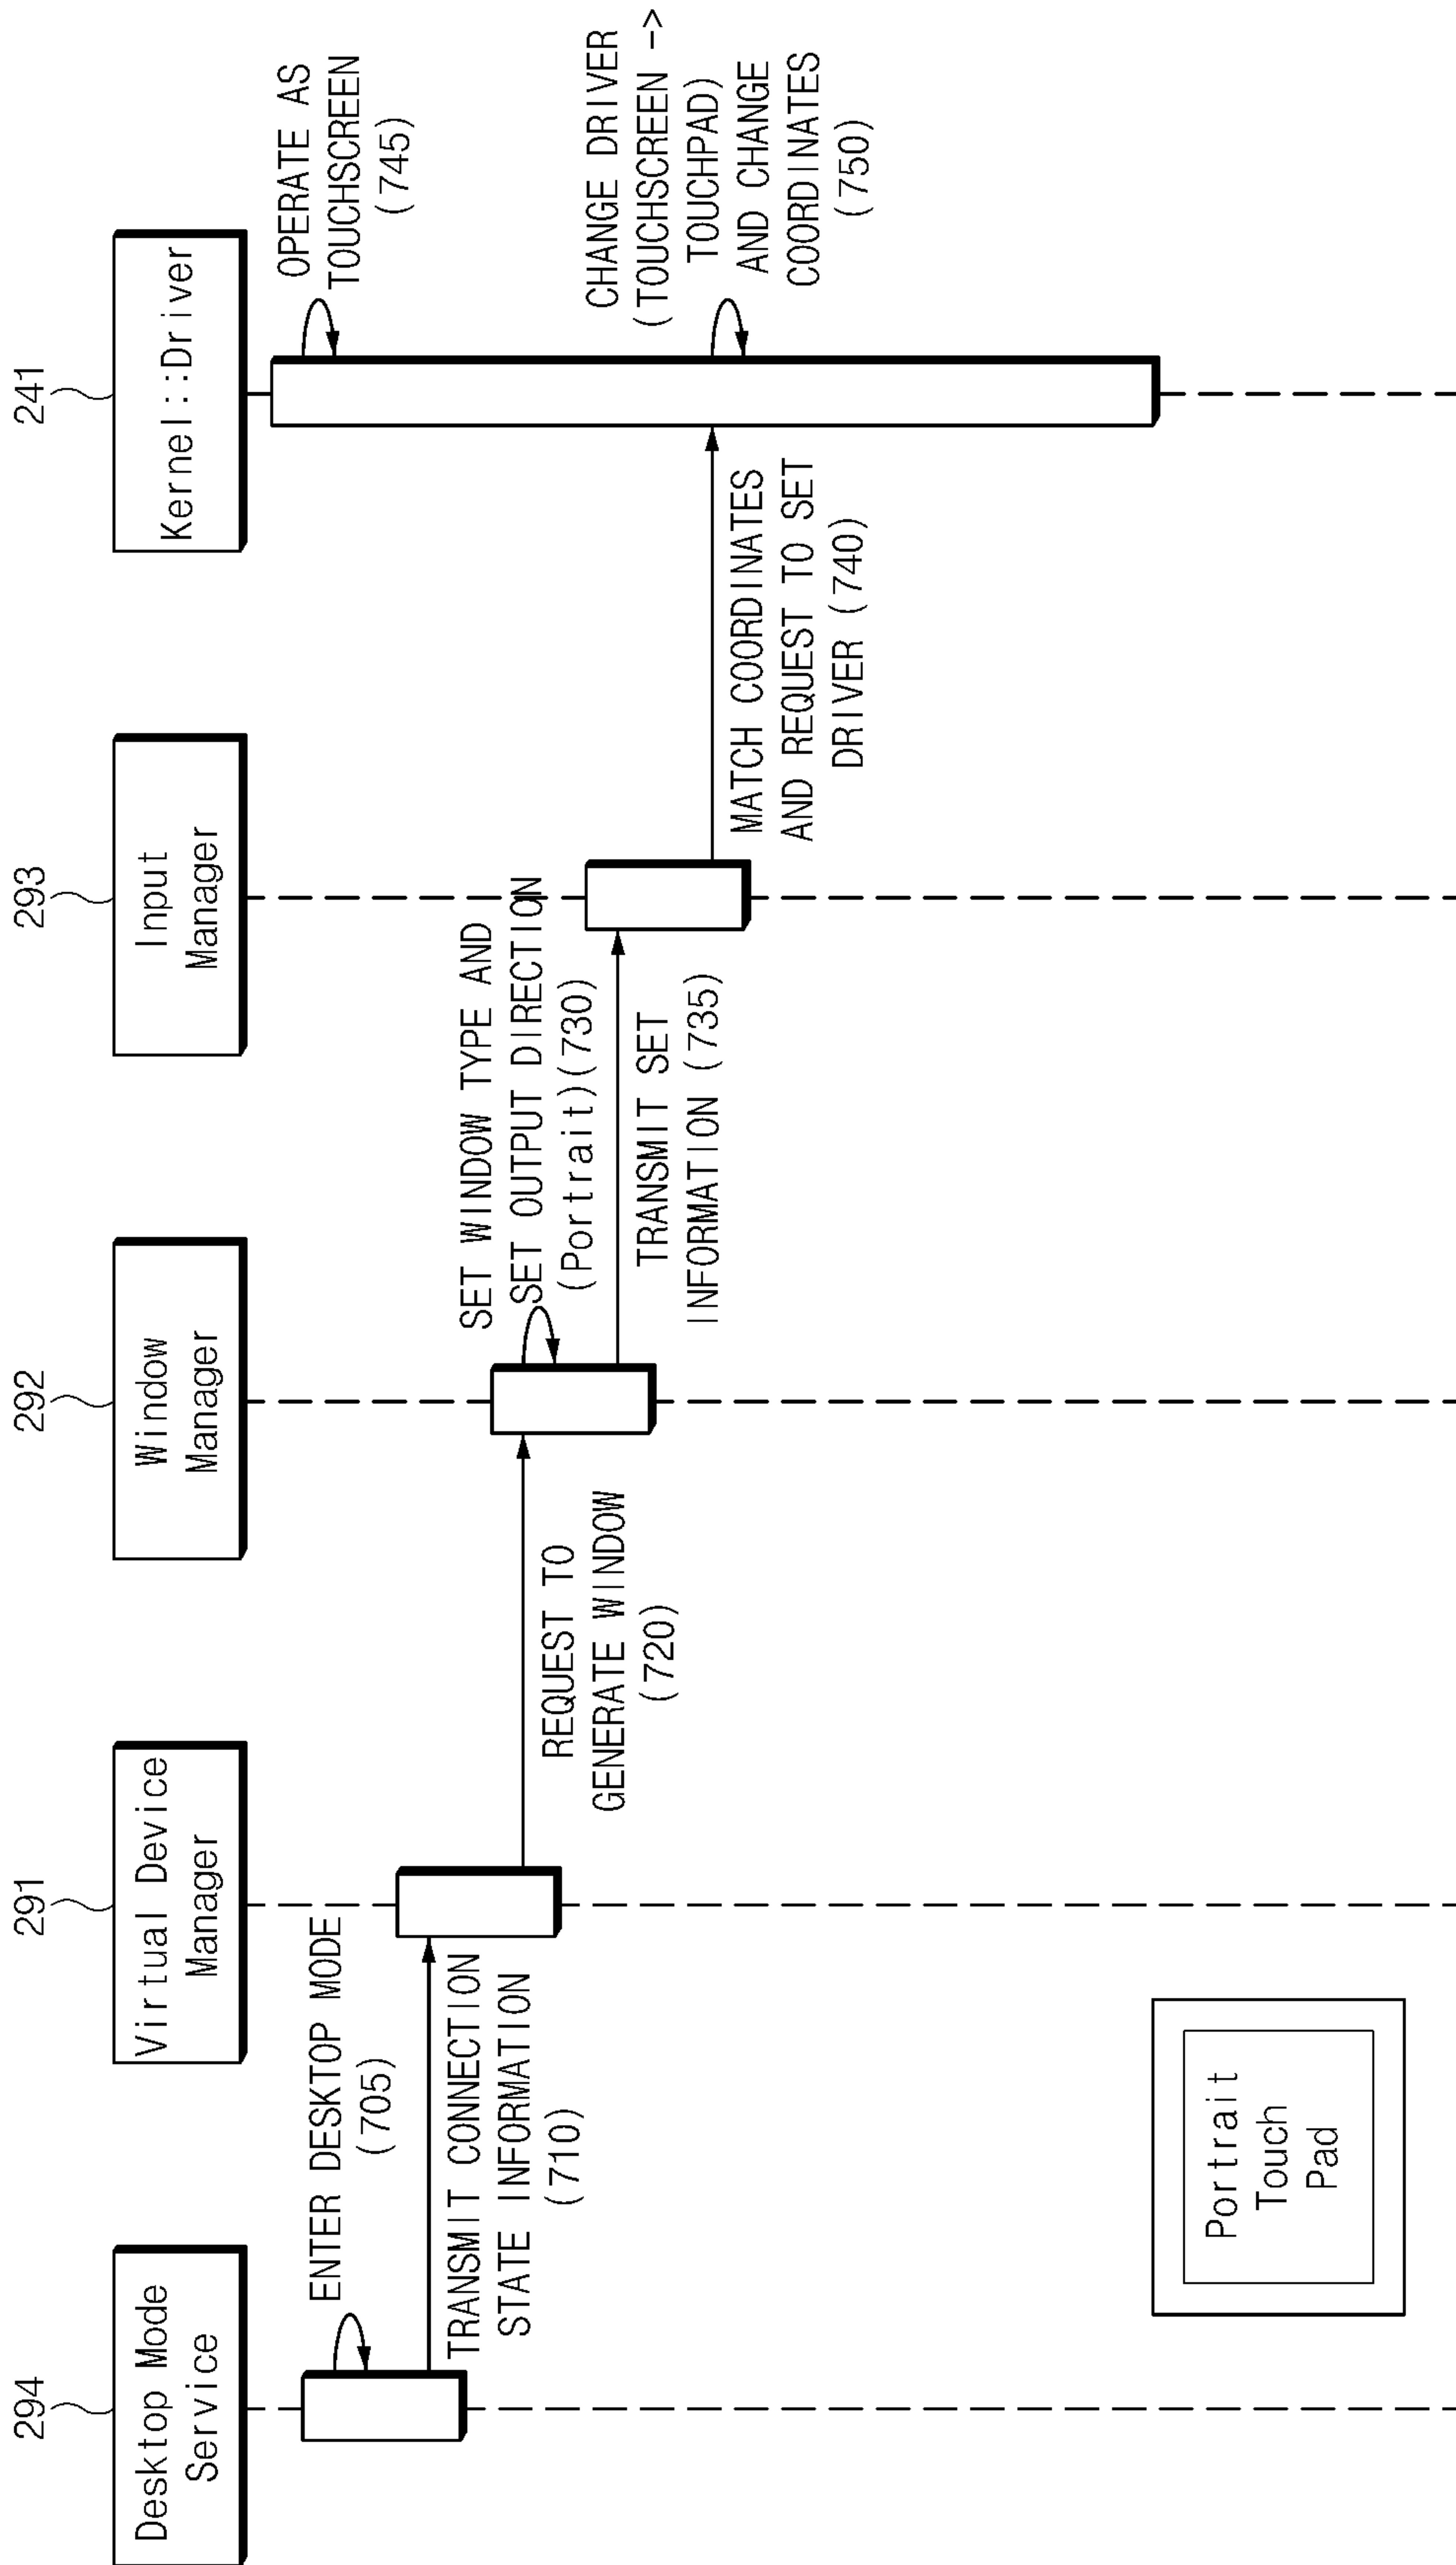 294
291
292
293
241
Desktop Mode
Service
Virtual Device
Manager
Window
Manager
Input
Manager
Kernel::Driver
OPERATE AS
TOUCHSCREEN
(745)
ENTER DESKTOP MODE
(705)
TRANSMIT CONNECTION
STATE INFORMATION
(710)
REQUEST TO
GENERATE WINDOW
(720)
SET WINDOW TYPE AND
SET OUTPUT DIRECTION
(Portrait)(730)
TRANSMIT SET
INFORMATION (735)
MATCH COORDINATES
AND REQUEST TO SET
DRIVER (740)
CHANGE DRIVER
(TOUCHSCREEN ->
TOUCHPAD)
AND CHANGE
COORDINATES
(750)
Portrait
Touch
Pad